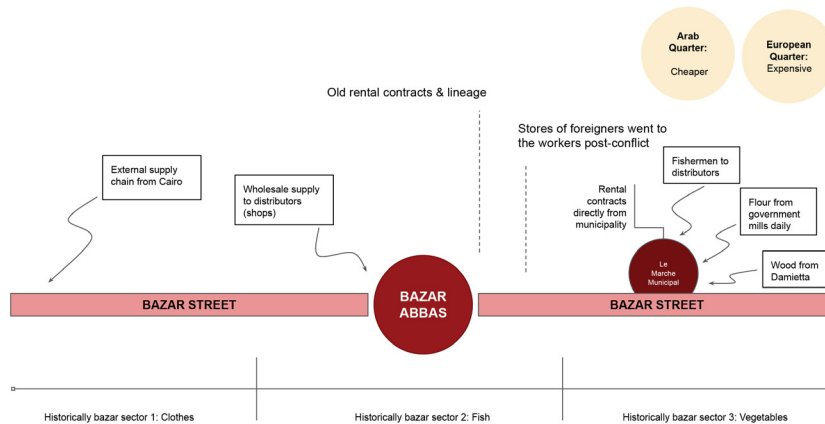 Arab
Quarter:
Cheaper
European
Quarter:
Expensive
Old rental contracts & lineage
Stores of foreigners went to
the workers post-conflict
External supply
chain from Cairo
Wholesale supply
to distributors
(shops)
Rental
contracts
directly from
municipality
Fishermen to
distributors
Flour from
government
mills daily
Wood from
Damietta
Le
Marche
Municipal
BAZAR STREET
BAZAR
ABBAS
BAZAR STREET
Historically bazar sector 1: Clothes
Historically bazar sector 2: Fish
Historically bazar sector 3: Vegetables